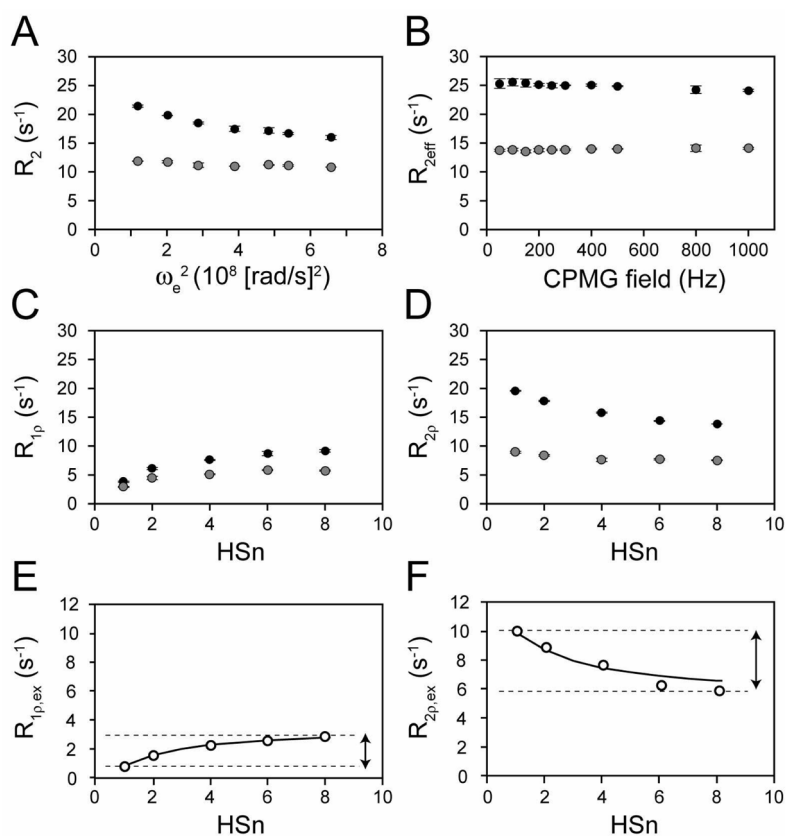 A
R2 (s-1)
30
25
20
15
10
5
0
0 2 4 6 8
ωe2 (108 [rad/s]2)
B
R2eff (s-1)
30
25
20
15
10
5
0
200 400 600 800 1000
CPMG field (Hz)
C
R1ρ (s-1)
30
25
20
15
10
5
0
0 2 4 6 8 10
HSn
D
R2ρ (s-1)
30
25
20
15
10
5
0
0 2 4 6 8 10
HSn
E
R1ρ,ex (s-1)
12
10
8
6
4
2
0
0 2 4 6 8 10
HSn
F
R2ρ,ex (s-1)
12
10
8
6
4
2
0
0 2 4 6 8 10
HSn